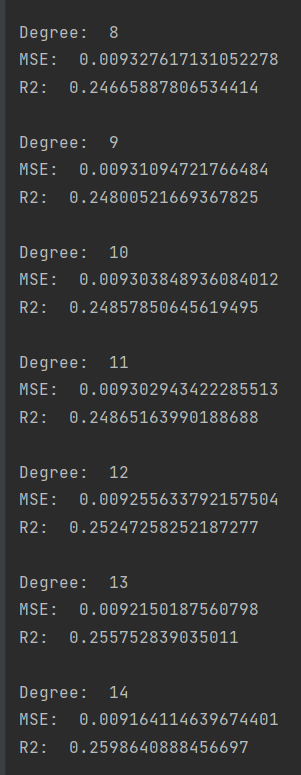 Degree:  8
MSE:  0.009327617131052278
R2:  0.24665887806534414
Degree:  9
MSE:  0.00931094721766484
R2:  0.24800521669367825
Degree:  10
MSE:  0.009303848936084012
R2:  0.24857850645619495
Degree:  11
MSE:  0.009302943422285513
R2:  0.24865163990188688
Degree:  12
MSE:  0.009255633792157504
R2:  0.25247258252187277
Degree:  13
MSE:  0.0092150187560798
R2:  0.255752839035011
Degree:  14
MSE:  0.009164114639674401
R2:  0.2598640888456697